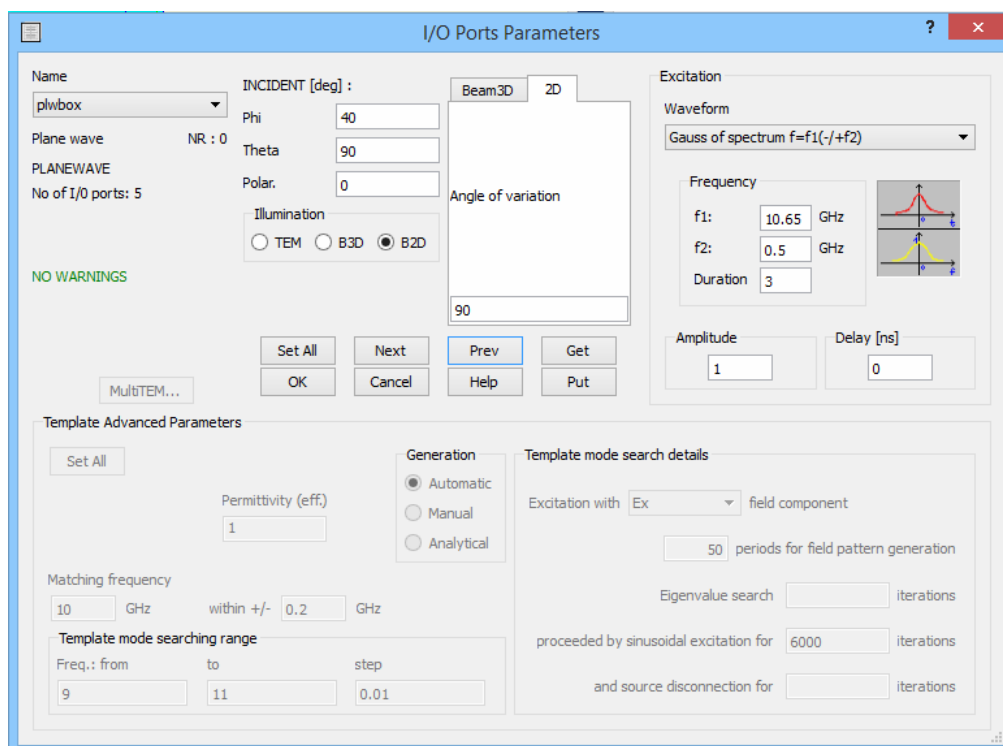 I/O Ports Parameters
?
Name
plwbox
Plane wave NR : 0
PLANEWAVE
No of I/0 ports: 5
NO WARNINGS
MultiTEM...
INCIDENT [deg] :
Phi 40
Theta 90
Polar. 0
Illumination
TEM B3D B2D
Beam3D 2D
Angle of variation
90
Set All Next Prev Get
OK Cancel Help Put
Excitation
Waveform
Gauss of spectrum f=f1(-/+f2)
Frequency
f1: 10.65 GHz
f2: 0.5 GHz
Duration 3
Amplitude
1
Delay [ns]
0
Template Advanced Parameters
Set All
Permittivity (eff.)
1
Generation
Automatic
Manual
Analytical
Matching frequency
10 GHz within +/- 0.2 GHz
Template mode searching range
Freq.: from to step
9 11 0.01
Template mode search details
Excitation with Ex field component
50 periods for field pattern generation
Eigenvalue search iterations
proceeded by sinusoidal excitation for 6000 iterations
and source disconnection for iterations